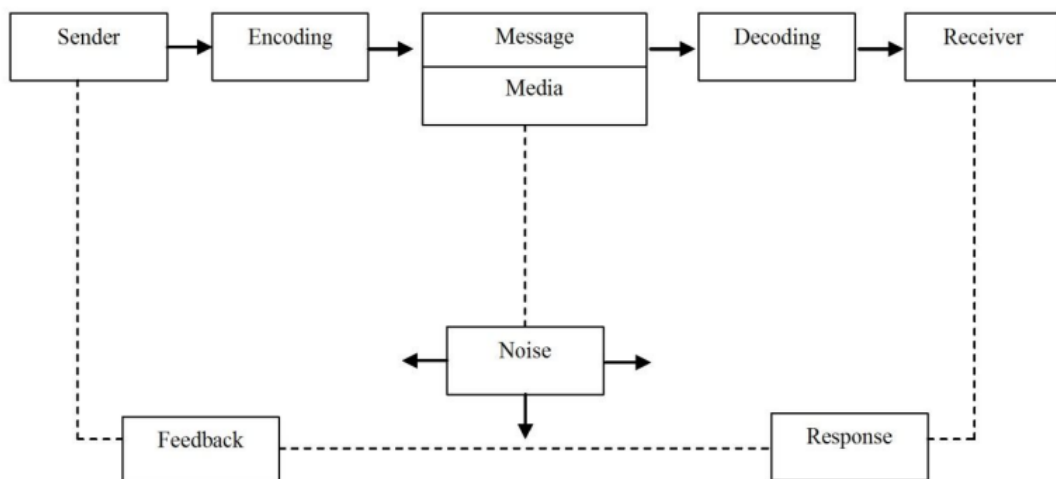 Sender
Encoding
Message
Media
Decoding
Receiver
Noise
Feedback
Response